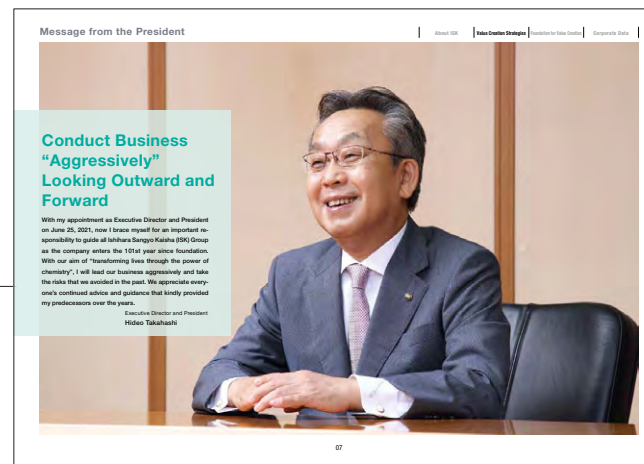 Message from the President
About ISK
Value Creation Strategies
Foundation for Value Creation
Corporate Data
Conduct Business
“Aggressively”
Looking Outward and
Forward
With my appointment as Executive Director and President
on June 25, 2021, now I brace myself for an important re-
sponsibility to guide all Ishihara Sangyo Kaisha (ISK) Group
as the company enters the 101st year since foundation.
With our aim of “transforming lives through the power of
chemistry”, I will lead our business aggressively and take
the risks that we avoided in the past. We appreciate every-
one’s continued advice and guidance that kindly provided
my predecessors over the years.
Executive Director and President
Hideo Takahashi
07